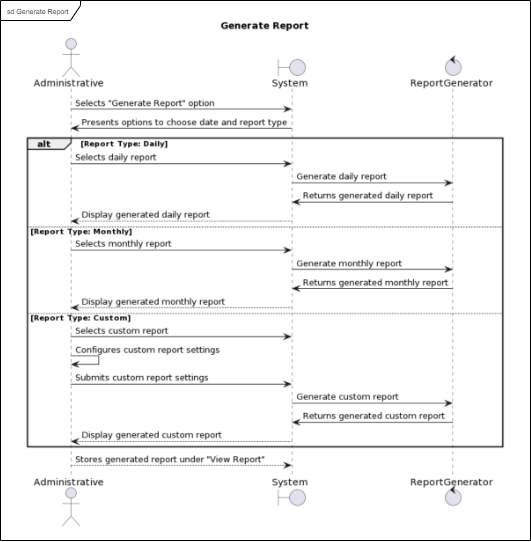 sd Generate Report
Generate Report
Administrative System ReportGenerator
Selects "Generate Report" option
Presents options to choose date and report type
alt [Report Type: Daily]
Selects daily report
Generate daily report
Returns generated daily report
Display generated daily report
[Report Type: Monthly]
Selects monthly report
Generate monthly report
Returns generated monthly report
Display generated monthly report
[Report Type: Custom]
Selects custom report
Configures custom report settings
Submits custom report settings
Generate custom report
Returns generated custom report
Display generated custom report
Stores generated report under "View Report"
Administrative System ReportGenerator